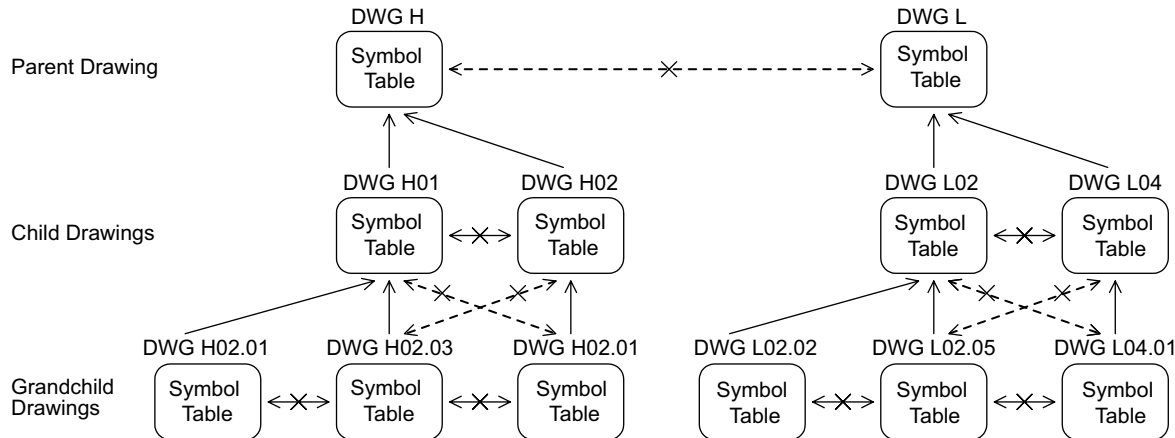 DWG H
DWG L
Parent Drawing
Symbol
Table
Symbol
Table
DWG H01
DWG H02
DWG L02
DWG L04
Child Drawings
Symbol
Table
Symbol
Table
Symbol
Table
Symbol
Table
DWG H02.01
DWG H02.03
DWG H02.01
DWG L02.02
DWG L02.05
DWG L04.01
Grandchild
Drawings
Symbol
Table
Symbol
Table
Symbol
Table
Symbol
Table
Symbol
Table
Symbol
Table